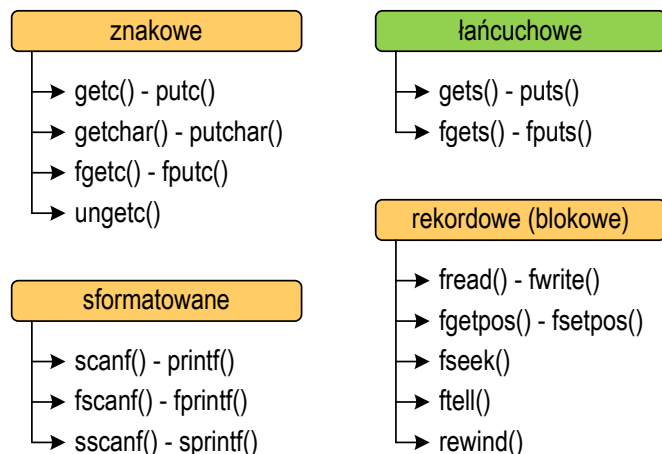 znakowe
getc() - putc()
getchar() - putchar()
fgetc() - fputc()
ungetc()
sformatowane
scanf() - printf()
fscanf() - fprintf()
sscanf() - sprintf()
łańcuchowe
gets() - puts()
fgets() - fputs()
rekordowe (blokowe)
fread() - fwrite()
fgetpos() - fsetpos()
fseek()
ftell()
rewind()